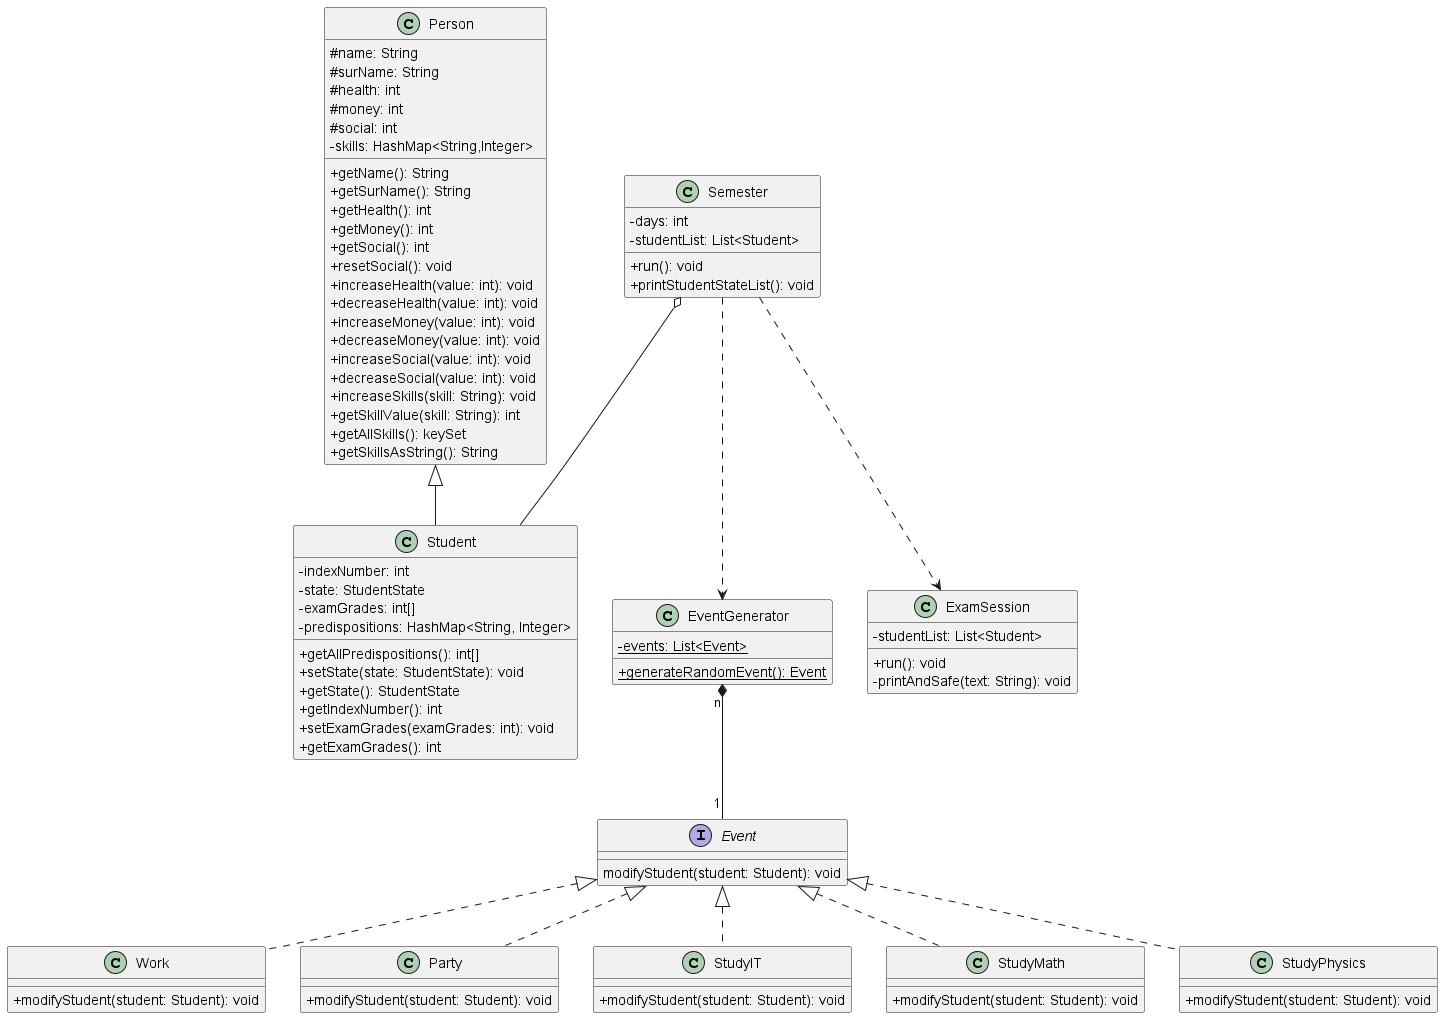 C Person
#name: String
#surName: String
#health: int
#money: int
#social: int
-skills: HashMap<String,Integer>
+getName(): String
+getSurName(): String
+getHealth(): int
+getMoney(): int
+getSocial(): int
+resetSocial(): void
+increaseHealth(value: int): void
+decreaseHealth(value: int): void
+increaseMoney(value: int): void
+decreaseMoney(value: int): void
+increaseSocial(value: int): void
+decreaseSocial(value: int): void
+increaseSkills(skill: String): void
+getSkillValue(skill: String): int
+getAllSkills(): keySet
+getSkillsAsString(): String
C Semester
-days: int
-studentList: List<Student>
+run(): void
+printStudentStateList(): void
C Student
-indexNumber: int
-state: StudentState
-examGrades: int[]
-predispositions: HashMap<String, Integer>
+getAllPredispositions(): int[]
+setState(state: StudentState): void
+getState(): StudentState
+getIndexNumber(): int
+setExamGrades(examGrades: int): void
+getExamGrades(): int
C EventGenerator
-events: List<Event>
+generateRandomEvent(): Event
C ExamSession
-studentList: List<Student>
+run(): void
-printAndSafe(text: String): void
n
1
I Event
modifyStudent(student: Student): void
C Work
+modifyStudent(student: Student): void
C Party
+modifyStudent(student: Student): void
C StudyIT
+modifyStudent(student: Student): void
C StudyMath
+modifyStudent(student: Student): void
C StudyPhysics
+modifyStudent(student: Student): void